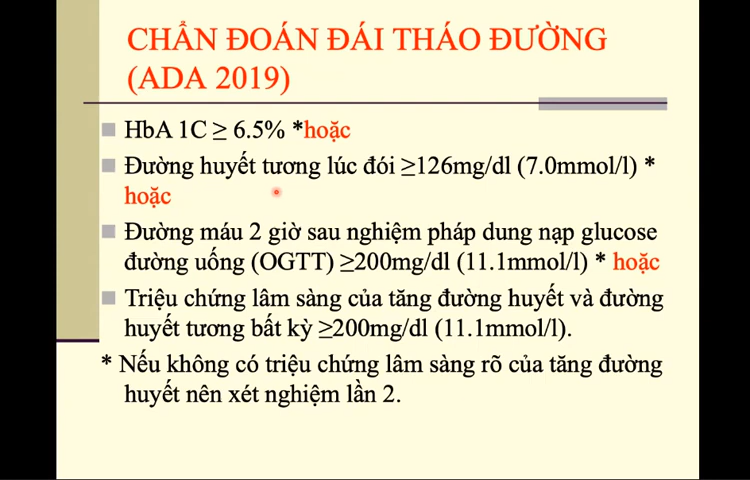 CHẨN ĐOÁN ĐÁI THÁO ĐƯỜNG
(ADA 2019)
HbA 1C ≥ 6.5% *hoặc
Đường huyết tương lúc đói ≥126mg/dl (7.0mmol/l) *
hoặc
Đường máu 2 giờ sau nghiệm pháp dung nạp glucose
đường uống (OGTT) ≥200mg/dl (11.1mmol/l) * hoặc
Triệu chứng lâm sàng của tăng đường huyết và đường
huyết tương bất kỳ ≥200mg/dl (11.1mmol/l).
* Nếu không có triệu chứng lâm sàng rõ của tăng đường
huyết nên xét nghiệm lần 2.